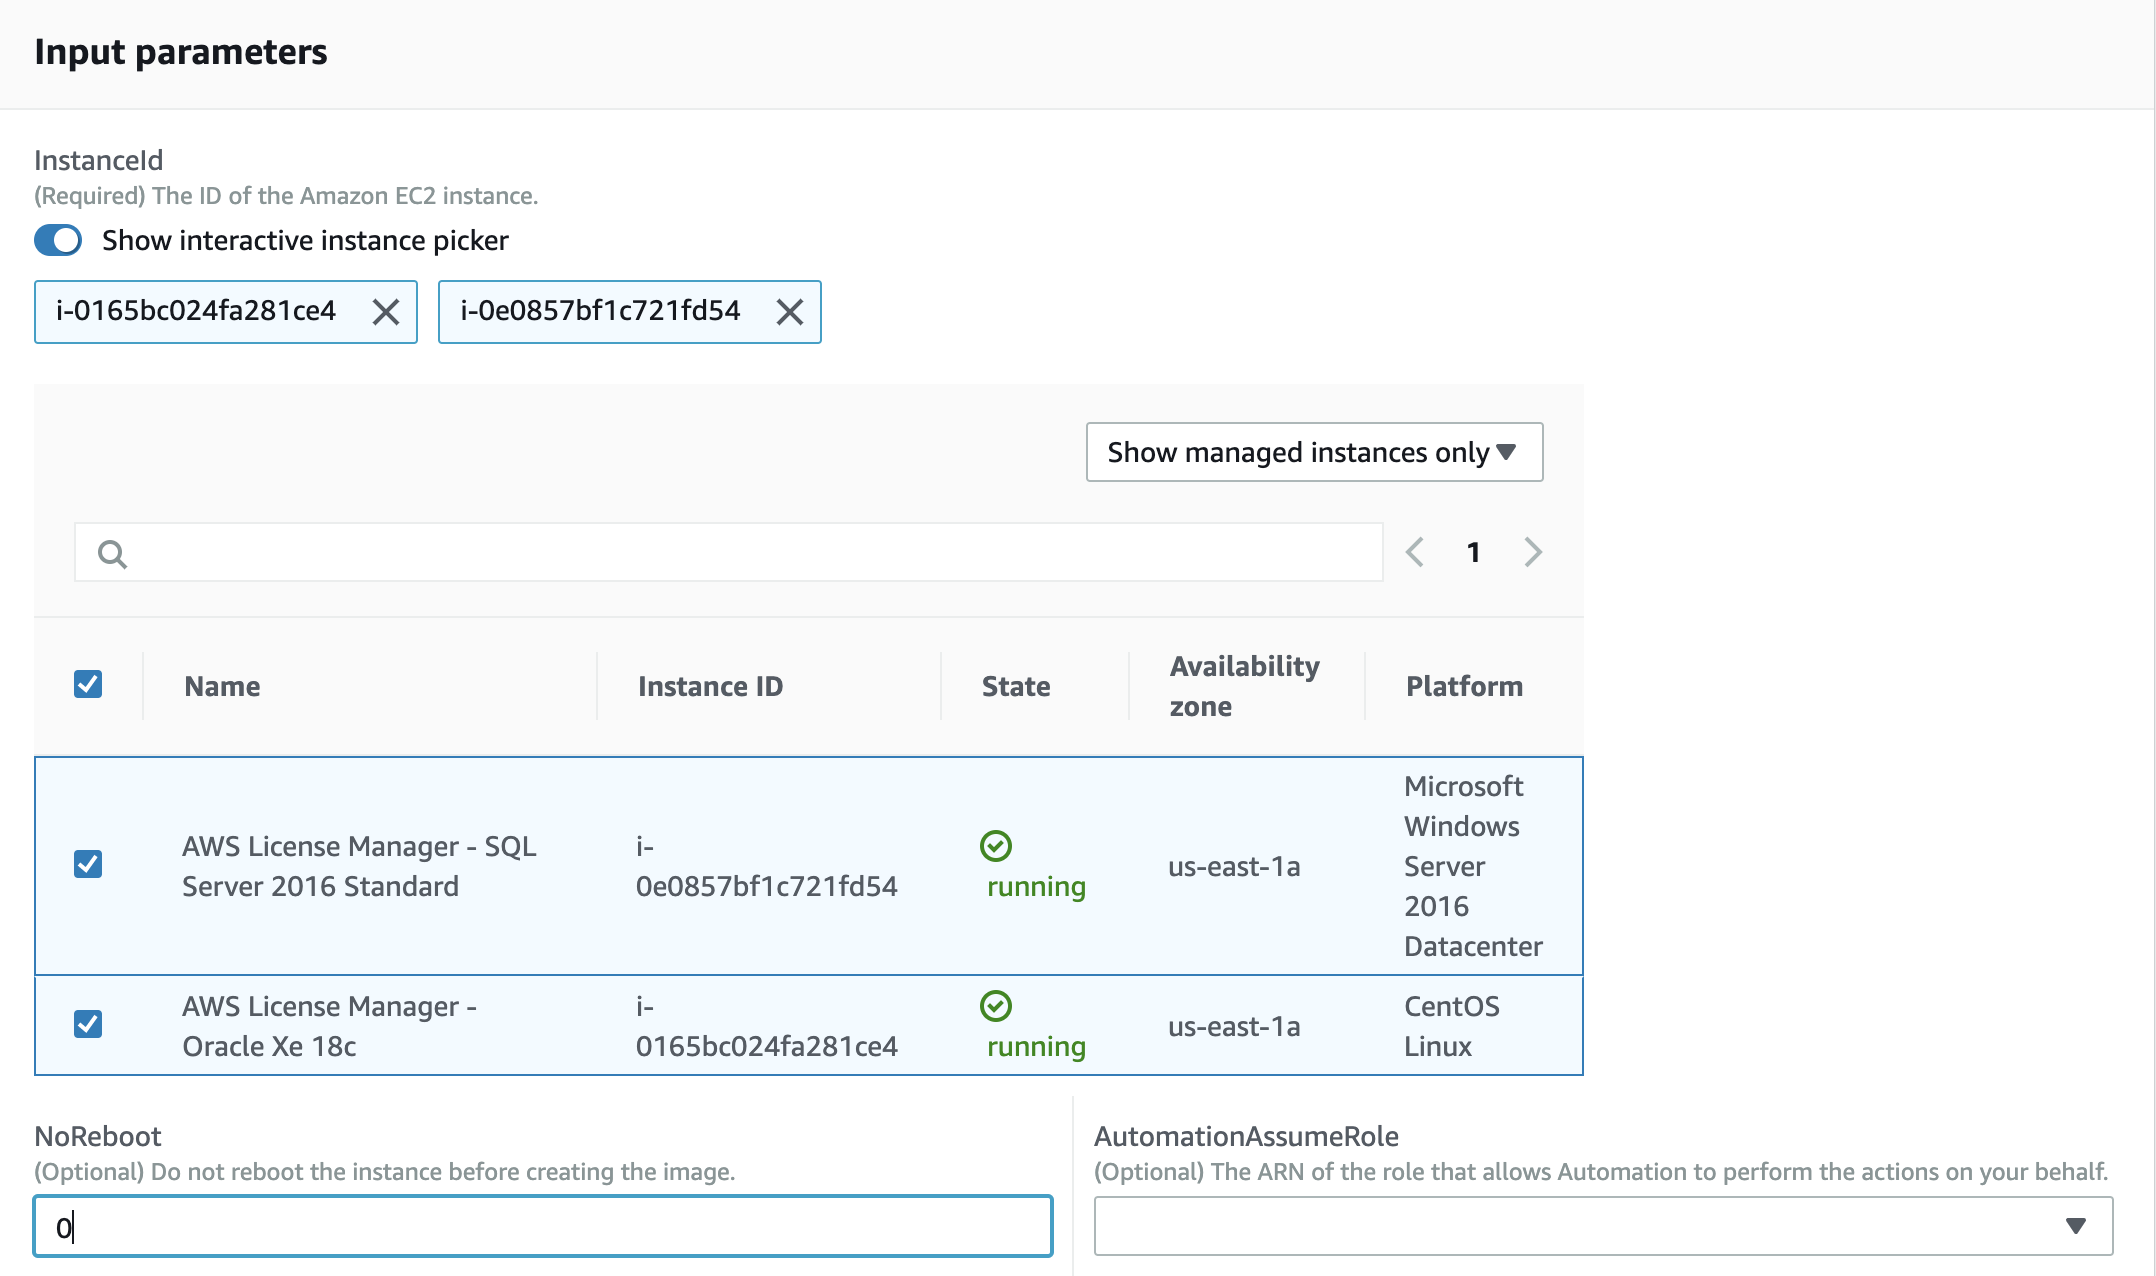 Input parameters
InstanceId
(Required) The ID of the Amazon EC2 instance.
Show interactive instance picker
i-0165bc024fa281ce4
i-0e0857bf1c721fd54
Show managed instances only
1
Name
Instance ID
State
Availability
zone
Platform
AWS License Manager - SQL
Server 2016 Standard
i-
0e0857bf1c721fd54
running
us-east-1a
Microsoft
Windows
Server
2016
Datacenter
AWS License Manager -
Oracle Xe 18c
i-
0165bc024fa281ce4
running
us-east-1a
CentOS
Linux
NoReboot
(Optional) Do not reboot the instance before creating the image.
0
AutomationAssumeRole
(Optional) The ARN of the role that allows Automation to perform the actions on your behalf.